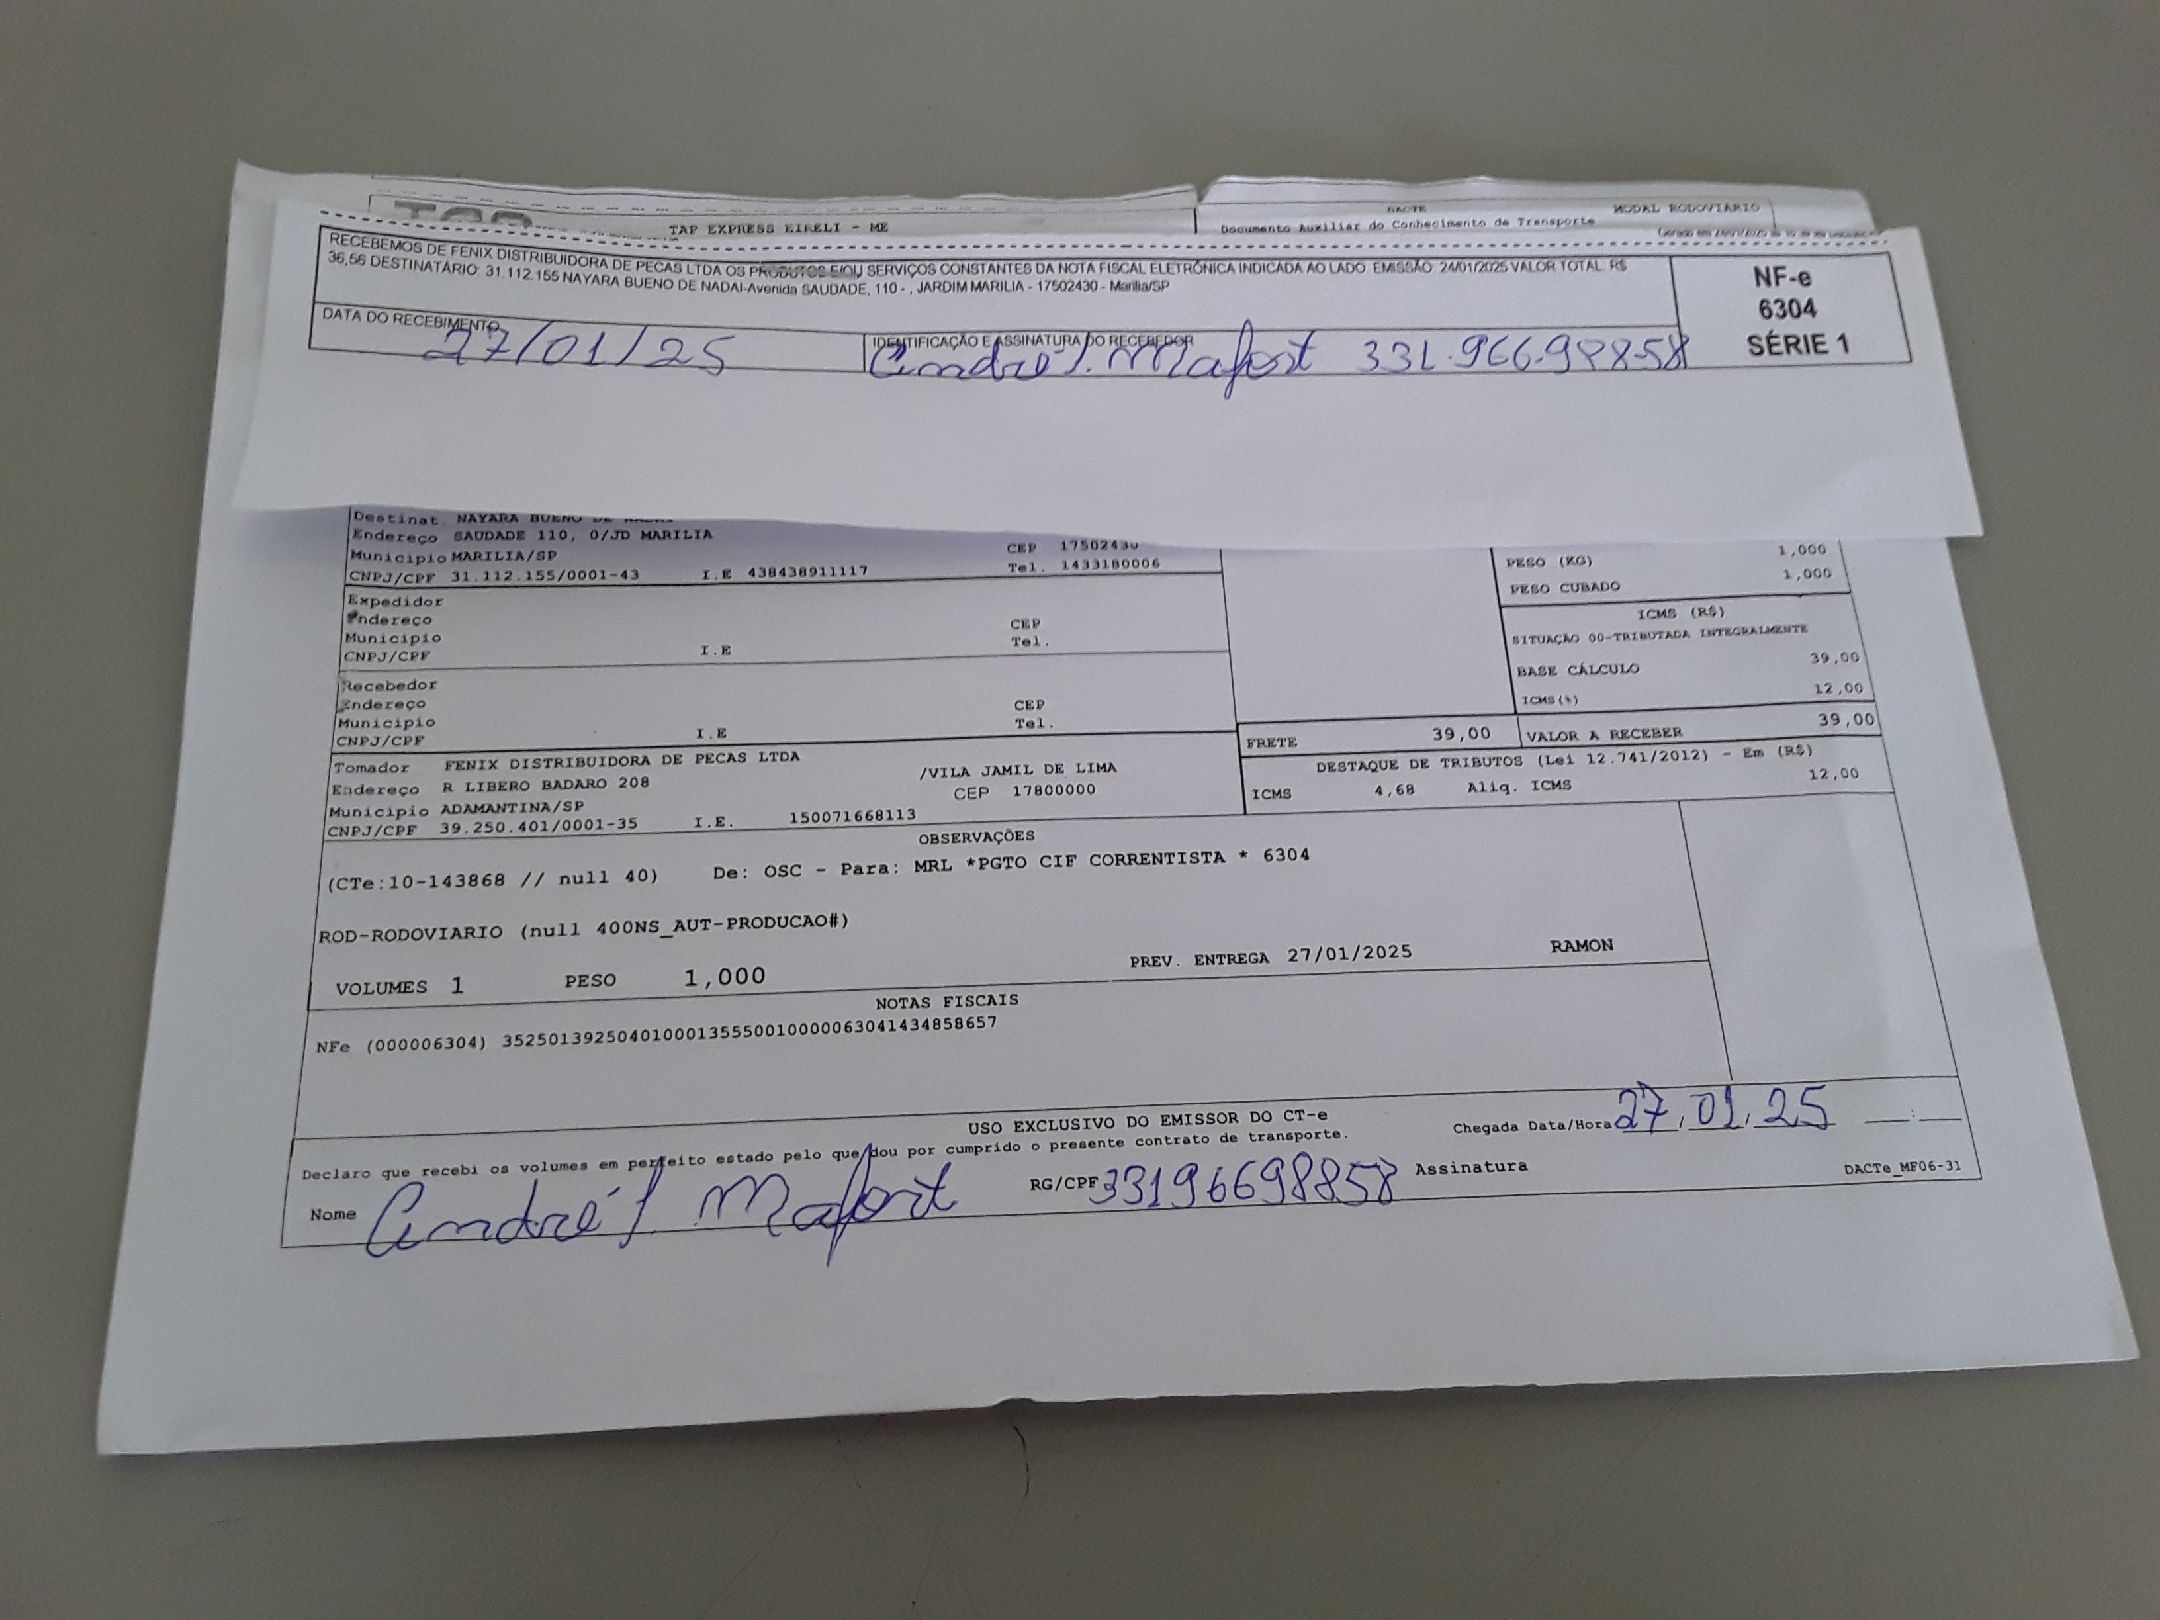 TAP EXPRESS EIRELI - ME
DACTE
MODAL RODOVIARIO
Documento Auxiliar do Conhecimento de Transporte
RECEBEMOS DE FENIX DISTRIBUIDORA DE PECAS LTDA OS PRODUTOS E/OU SERVIÇOS CONSTANTES DA NOTA FISCAL ELETRÔNICA INDICADA AO LADO. EMISSÃO: 24/01/2025 VALOR TOTAL: R$
36,56 DESTINATÁRIO: 31.112.155 NAYARA BUENO DE NADAI-Avenida SAUDADE, 110 - , JARDIM MARILIA - 17502430 - Marília/SP
NF-e
6304
SÉRIE 1
DATA DO RECEBIMENTO
27/01/25
IDENTIFICAÇÃO E ASSINATURA DO RECEBEDOR
André l. Mafort 331.966.988-58
Destinat. NAYARA BUENO DE NADAI
Endereço SAUDADE 110, 0/JD MARILIA
Municipio MARILIA/SP CEP 17502430
CNPJ/CPF 31.112.155/0001-43 I.E 438438911117 Tel. 1433180006
1,000
PESO (KG)
1,000
PESO CUBADO
ICMS (R$)
SITUAÇÃO 00-TRIBUTADA INTEGRALMENTE
BASE CÁLCULO 39,00
ICMS(%) 12,00
Expedidor
Endereço
Municipio CEP
CNPJ/CPF I.E Tel.
Recebedor
Endereço
Municipio CEP
CNPJ/CPF I.E Tel.
FRETE 39,00 VALOR A RECEBER 39,00
DESTAQUE DE TRIBUTOS (Lei 12.741/2012) - Em (R$)
ICMS 4,68 Aliq. ICMS 12,00
Tomador FENIX DISTRIBUIDORA DE PECAS LTDA
Endereço R LIBERO BADARO 208 /VILA JAMIL DE LIMA
Municipio ADAMANTINA/SP CEP 17800000
CNPJ/CPF 39.250.401/0001-35 I.E. 150071668113
OBSERVAÇÕES
(CTe:10-143868 // null 40) De: OSC - Para: MRL *PGTO CIF CORRENTISTA * 6304
ROD-RODOVIARIO (null 400NS_AUT-PRODUCAO#)
VOLUMES 1 PESO 1,000 PREV. ENTREGA 27/01/2025 RAMON
NOTAS FISCAIS
NFe (000006304) 35250139250401000135550010000063041434858657
USO EXCLUSIVO DO EMISSOR DO CT-e
Declaro que recebi os volumes em perfeito estado pelo que dou por cumprido o presente contrato de transporte.
Chegada Data/Hora 27.01.25 __:__
Nome André l. Mafort RG/CPF 33196698858 Assinatura
DACTe_MF06-31